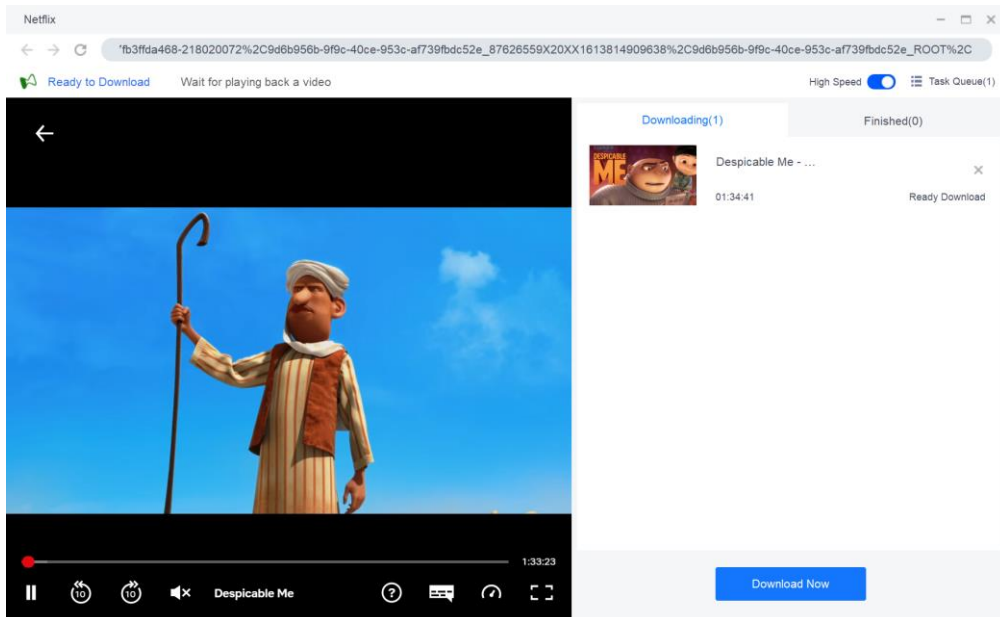 Netflix
'fb3ffda468-218020072%2C9d6b956b-9f9c-40ce-953c-af739fbdc52e_87626559X20XX1613814909638%2C9d6b956b-9f9c-40ce-953c-af739fbdc52e_ROOT%2C
Ready to Download Wait for playing back a video High Speed Task Queue(1)
Downloading(1) Finished(0)
DESPICABLE
ME
Despicable Me - ...
01:34:41 Ready Download
1:33:23
10 10 Despicable Me ?
Download Now